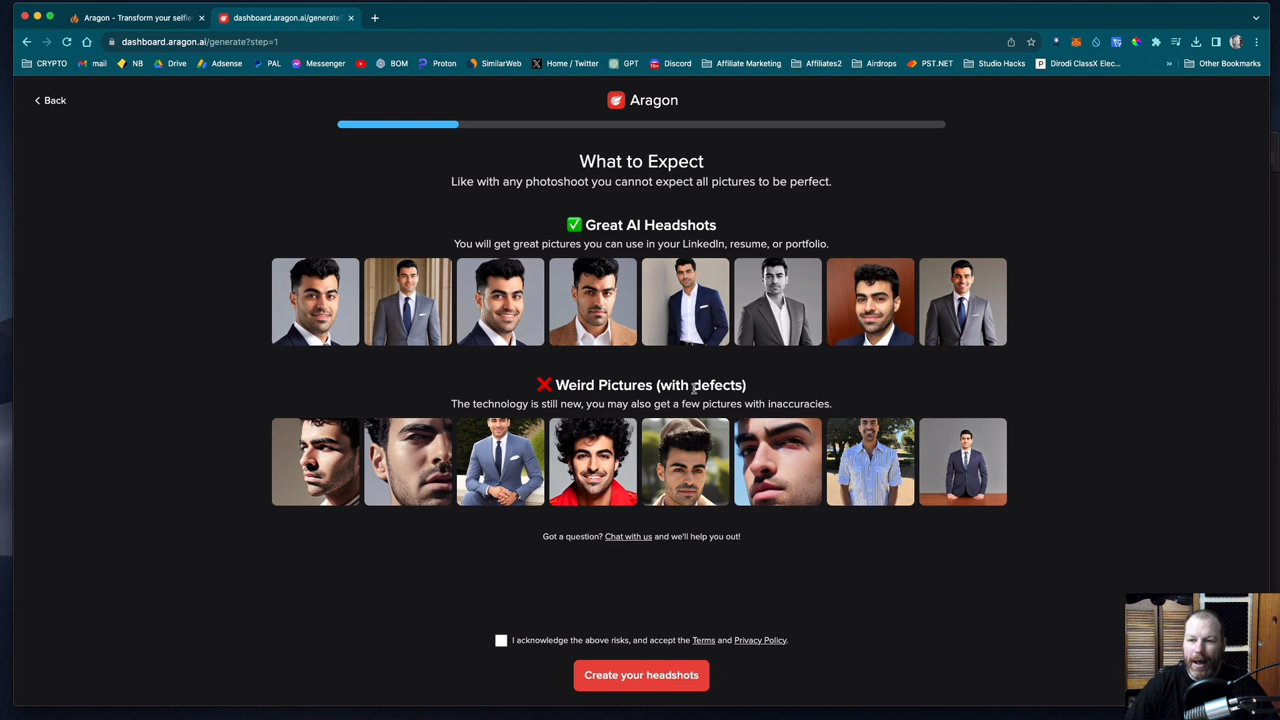 Aragon - Transform your selfie
dashboard.aragon.ai/generate
dashboard.aragon.ai/generate?step=1
CRYPTO
mail
NB
Drive
Adsense
PAL
Messenger
BOM
Proton
SimilarWeb
Home / Twitter
GPT
Discord
Affiliate Marketing
Affiliates2
Airdrops
PST.NET
Studio Hacks
Dirodi ClassX Elec...
»
Other Bookmarks
Back
Aragon
What to Expect
Like with any photoshoot you cannot expect all pictures to be perfect.
Great AI Headshots
You will get great pictures you can use in your LinkedIn, resume, or portfolio.
Weird Pictures (with defects)
The technology is still new, you may also get a few pictures with inaccuracies.
Got a question? Chat with us and we'll help you out!
I acknowledge the above risks, and accept the Terms and Privacy Policy.
Create your headshots